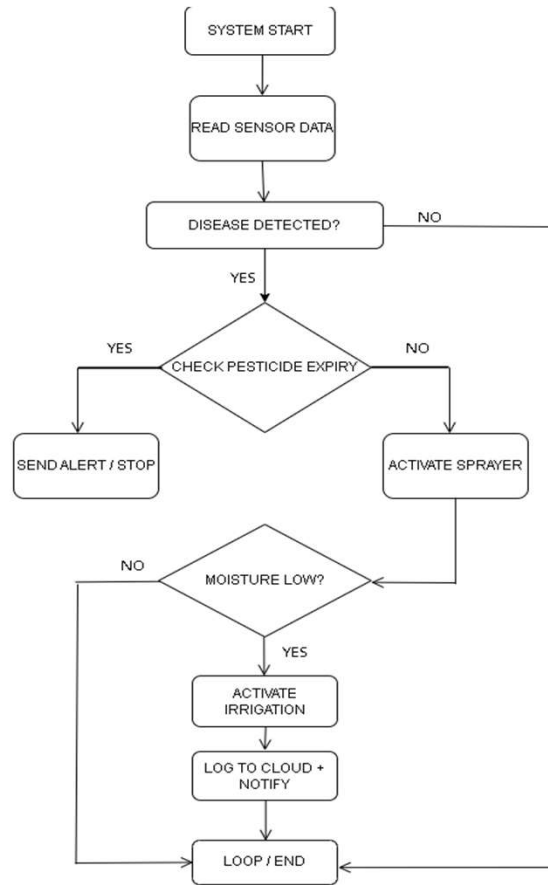 SYSTEM START
READ SENSOR DATA
DISEASE DETECTED?
NO
YES
YES
CHECK PESTICIDE EXPIRY
NO
SEND ALERT / STOP
ACTIVATE SPRAYER
NO
MOISTURE LOW?
YES
ACTIVATE
IRRIGATION
LOG TO CLOUD +
NOTIFY
LOOP / END